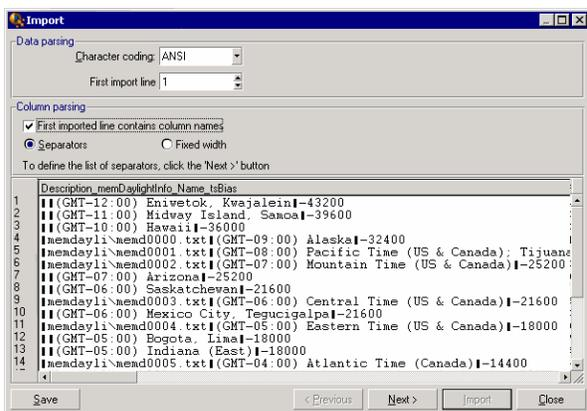 Import
Data parsing
Character coding: ANSI
First import line 1
Column parsing
First imported line contains column names
Separators Fixed width
To define the list of separators, click the 'Next >' button
Description_memDaylightInfo_Name_tsBias
1 ▮▮(GMT-12:00) Eniwetok, Kwajalein▮-43200
2 ▮▮(GMT-11:00) Midway Island, Samoa▮-39600
3 ▮▮(GMT-10:00) Hawaii▮-36000
4 ▮memdayli\memd0000.txt▮(GMT-09:00) Alaska▮-32400
5 ▮memdayli\memd0001.txt▮(GMT-08:00) Pacific Time (US & Canada); Tijuana
6 ▮memdayli\memd0002.txt▮(GMT-07:00) Mountain Time (US & Canada)▮-25200
7 ▮▮(GMT-07:00) Arizona▮-25200
8 ▮▮(GMT-06:00) Saskatchewan▮-21600
9 ▮memdayli\memd0003.txt▮(GMT-06:00) Central Time (US & Canada)▮-21600
10 ▮▮(GMT-06:00) Mexico City, Tegucigalpa▮-21600
11 ▮memdayli\memd0004.txt▮(GMT-05:00) Eastern Time (US & Canada)▮-18000
12 ▮▮(GMT-05:00) Bogota, Lima▮-18000
13 ▮▮(GMT-05:00) Indiana (East)▮-18000
14 ▮memdayli\memd0005.txt▮(GMT-04:00) Atlantic Time (Canada)▮-14400
Save < Previous Next > Import Close